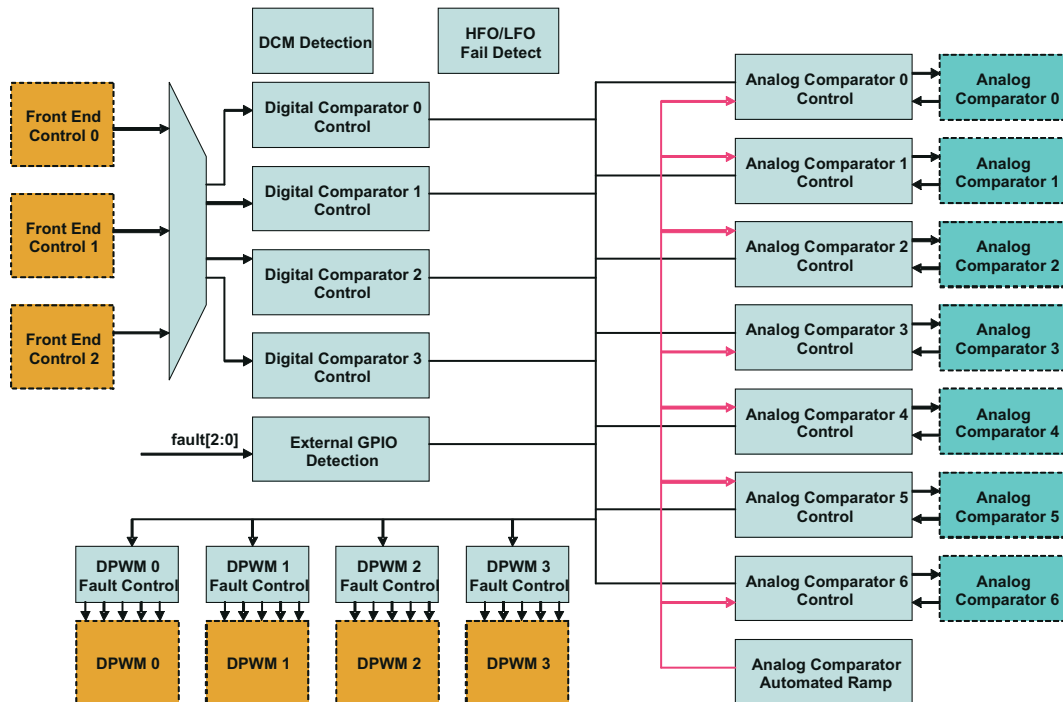 DCM Detection
HFO/LFO
Fail Detect
Front End
Control 0
Front End
Control 1
Front End
Control 2
Digital Comparator 0
Control
Digital Comparator 1
Control
Digital Comparator 2
Control
Digital Comparator 3
Control
fault[2:0]
External GPIO
Detection
Analog Comparator 0
Control
Analog
Comparator 0
Analog Comparator 1
Control
Analog
Comparator 1
Analog Comparator 2
Control
Analog
Comparator 2
Analog Comparator 3
Control
Analog
Comparator 3
Analog Comparator 4
Control
Analog
Comparator 4
Analog Comparator 5
Control
Analog
Comparator 5
Analog Comparator 6
Control
Analog
Comparator 6
Analog Comparator
Automated Ramp
DPWM 0
Fault Control
DPWM 1
Fault Control
DPWM 2
Fault Control
DPWM 3
Fault Control
DPWM 0
DPWM 1
DPWM 2
DPWM 3